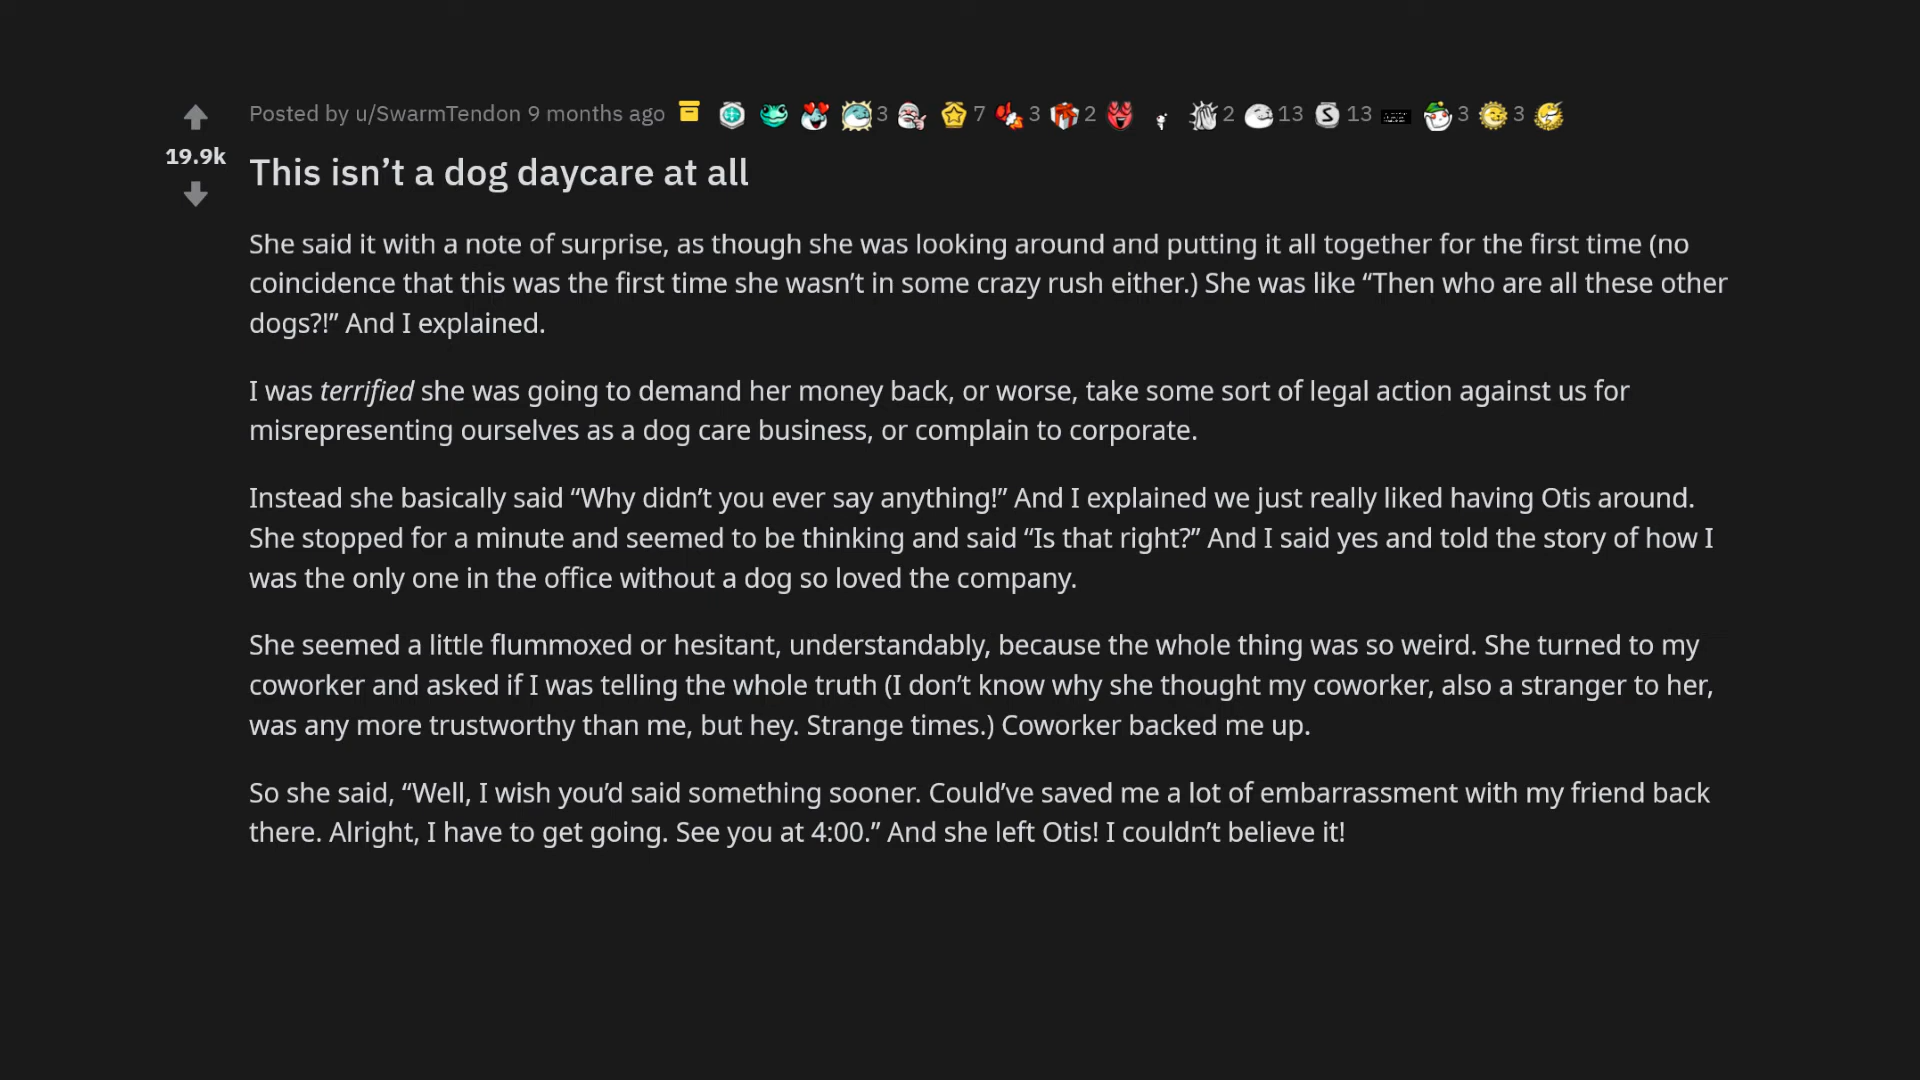 Posted by u/SwarmTendon 9 months ago 3 7 3 2 2 13 13 3 3
19.9k
This isn’t a dog daycare at all
She said it with a note of surprise, as though she was looking around and putting it all together for the first time (no
coincidence that this was the first time she wasn’t in some crazy rush either.) She was like “Then who are all these other
dogs?!” And I explained.
I was terrified she was going to demand her money back, or worse, take some sort of legal action against us for
misrepresenting ourselves as a dog care business, or complain to corporate.
Instead she basically said “Why didn’t you ever say anything!” And I explained we just really liked having Otis around.
She stopped for a minute and seemed to be thinking and said “Is that right?” And I said yes and told the story of how I
was the only one in the office without a dog so loved the company.
She seemed a little flummoxed or hesitant, understandably, because the whole thing was so weird. She turned to my
coworker and asked if I was telling the whole truth (I don’t know why she thought my coworker, also a stranger to her,
was any more trustworthy than me, but hey. Strange times.) Coworker backed me up.
So she said, “Well, I wish you’d said something sooner. Could’ve saved me a lot of embarrassment with my friend back
there. Alright, I have to get going. See you at 4:00.” And she left Otis! I couldn’t believe it!